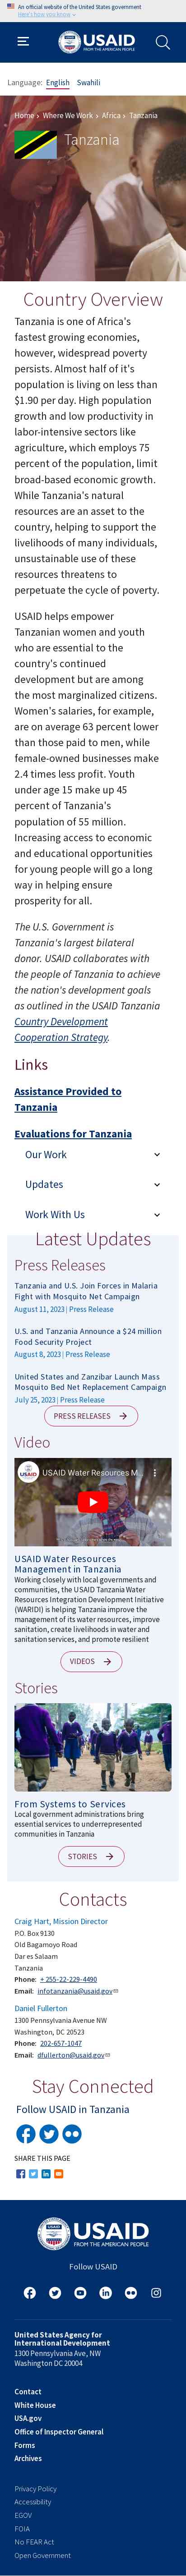 An official website of the United States government
Here's how you know
USAID
FROM THE AMERICAN PEOPLE
Language: English Swahili
Home › Where We Work › Africa › Tanzania
Tanzania
Country Overview
Tanzania is one of Africa's
fastest growing economies,
however, widespread poverty
persists. Almost half of it's
population is living on less than
$1.90 per day. High population
growth and low productivity in
labor-intensive sectors like
agriculture, which employs 75
percent of the population, limit
broad-based economic growth.
While Tanzania's natural
resources are an asset to the
country, helping to support the
livelihoods of many individuals,
unsustainable use of these
resources threatens to
perpetuate the cycle of poverty.
USAID helps empower
Tanzanian women and youth
who are essential to the
country's continued
development but are among
the most marginalized citizens.
Women's salaries, for example,
are on average 63 percent lower
than those paid to men, while
female-owned businesses make
2.4 times less profit. Youth
under age 15 make up 45
percent of Tanzania's
population of 55 million.
Increasing access to economic
and educational opportunities
for young people will go a long
way in helping ensure
prosperity for all.
The U.S. Government is
Tanzania's largest bilateral
donor. USAID collaborates with
the people of Tanzania to achieve
the nation's development goals
as outlined in the USAID Tanzania
Country Development
Cooperation Strategy.
Links
Assistance Provided to
Tanzania
Evaluations for Tanzania
Our Work
Updates
Work With Us
Latest Updates
Press Releases
Tanzania and U.S. Join Forces in Malaria
Fight with Mosquito Net Campaign
August 11, 2023 | Press Release
U.S. and Tanzania Announce a $24 million
Food Security Project
August 8, 2023 | Press Release
United States and Zanzibar Launch Mass
Mosquito Bed Net Replacement Campaign
July 25, 2023 | Press Release
PRESS RELEASES →
Video
USAID Water Resources M...
USAID Water Resources
Management in Tanzania
Working closely with local governments and
communities, the USAID Tanzania Water
Resources Integration Development Initiative
(WARIDI) is helping Tanzania improve the
management of its water resources, improve
sanitation, create livelihoods in water and
sanitation services, and promote resilient
VIDEOS →
Stories
From Systems to Services
Local government administrations bring
essential services to underrepresented
communities in Tanzania
STORIES →
Contacts
Craig Hart, Mission Director
P.O. Box 9130
Old Bagamoyo Road
Dar es Salaam
Tanzania
Phone: + 255-22-229-4490
Email: infotanzania@usaid.gov
Daniel Fullerton
1300 Pennsylvania Avenue NW
Washington, DC 20523
Phone: 202-657-1047
Email: dfullerton@usaid.gov
Stay Connected
Follow USAID in Tanzania
SHARE THIS PAGE
USAID
FROM THE AMERICAN PEOPLE
Follow USAID
United States Agency for
International Development
1300 Pennsylvania Ave, NW
Washington DC 20004
Contact
White House
USA.gov
Office of Inspector General
Forms
Archives
Privacy Policy
Accessibility
EGOV
FOIA
No FEAR Act
Open Government